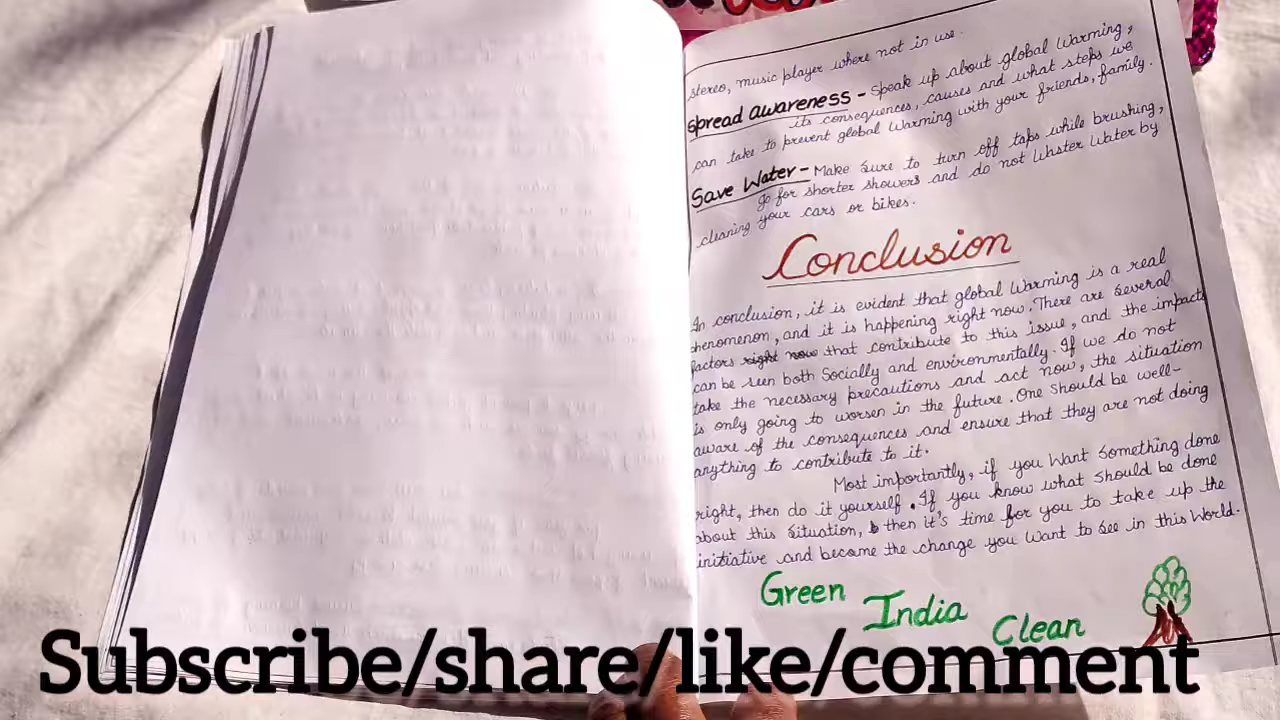 stereo, music player where not in use.
Spread awareness - Speak up about global Warming,
its consequences, causes and what steps we
can take to prevent global Warming with your friends, family.
Save Water - Make Sure to turn off taps while brushing,
go for shorter showers and do not Waster Water by
cleaning your cars or bikes.
Conclusion
In conclusion, it is evident that global Warming is a real
phenomenon, and it is happening right now. There are Several
factors right now that contribute to this issue, and the impacts
can be seen both Socially and environmentally. If we do not
take the necessary precautions and act now, the situation
is only going to worsen in the future. One should be well-
aware of the consequences and ensure that they are not doing
anything to contribute to it.
Most importantly, if you Want Something done
right, then do it yourself. If you know what should be done
about this Situation, then it's time for you to take up the
initiative and become the change you Want to See in this World.
Green India Clean
Subscribe/share/like/comment